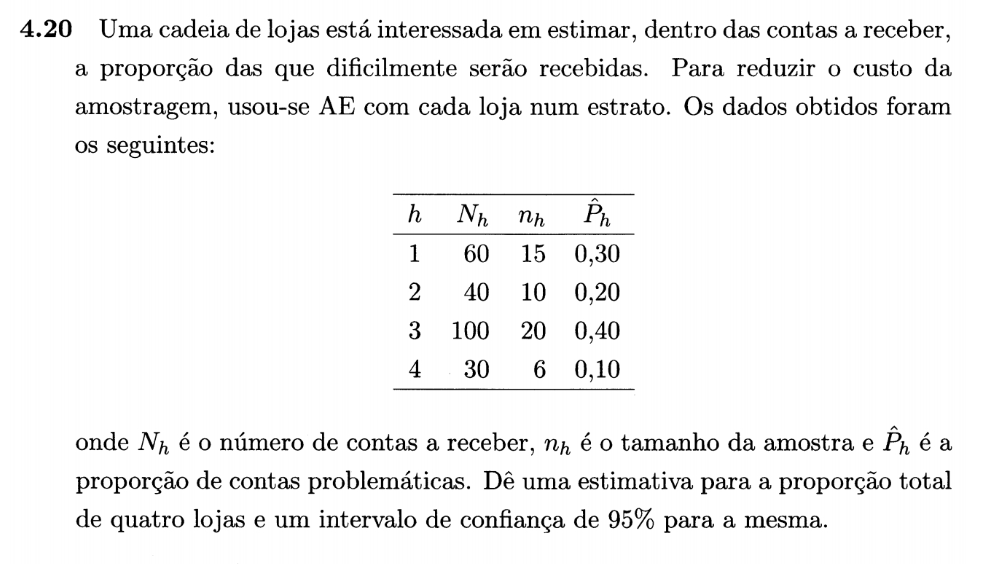 4.20 Uma cadeia de lojas está interessada em estimar, dentro das contas a receber,
a proporção das que dificilmente serão recebidas. Para reduzir o custo da
amostragem, usou-se AE com cada loja num estrato. Os dados obtidos foram
os seguintes:
h N_h n_h P̂_h
1 60 15 0,30
2 40 10 0,20
3 100 20 0,40
4 30 6 0,10
onde N_h é o número de contas a receber, n_h é o tamanho da amostra e P̂_h é a
proporção de contas problemáticas. Dê uma estimativa para a proporção total
de quatro lojas e um intervalo de confiança de 95% para a mesma.